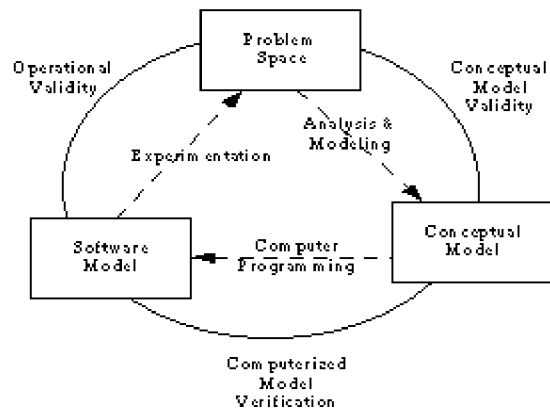 Problem
Space
Operational
Validity
Conceptual
Model
Validity
Analysis &
Modeling
Experimentation
Software
Model
Computer
Programming
Conceptual
Model
Computerized
Model
Verification